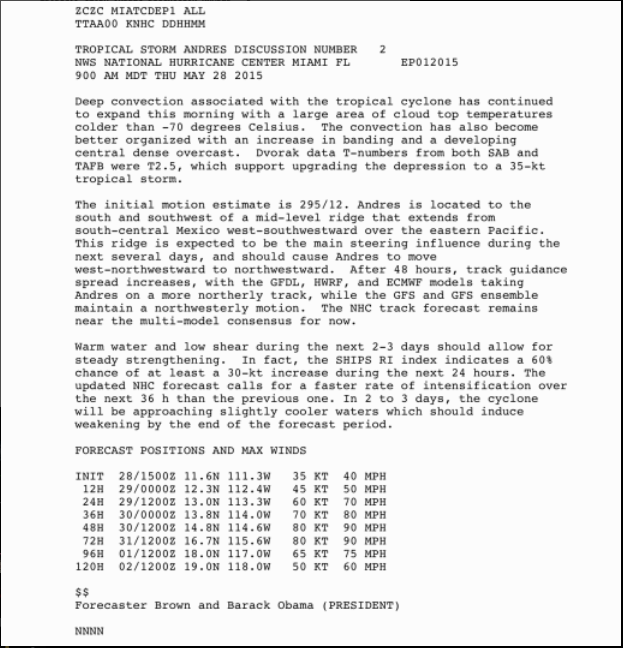 ZCZC MIATCDEP1 ALL
TTAA00 KNHC DDHHMM
TROPICAL STORM ANDRES DISCUSSION NUMBER 2
NWS NATIONAL HURRICANE CENTER MIAMI FL EP012015
900 AM MDT THU MAY 28 2015
Deep convection associated with the tropical cyclone has continued
to expand this morning with a large area of cloud top temperatures
colder than -70 degrees Celsius. The convection has also become
better organized with an increase in banding and a developing
central dense overcast. Dvorak data T-numbers from both SAB and
TAFB were T2.5, which support upgrading the depression to a 35-kt
tropical storm.
The initial motion estimate is 295/12. Andres is located to the
south and southwest of a mid-level ridge that extends from
south-central Mexico west-southwestward over the eastern Pacific.
This ridge is expected to be the main steering influence during the
next several days, and should cause Andres to move
west-northwestward to northwestward. After 48 hours, track guidance
spread increases, with the GFDL, HWRF, and ECMWF models taking
Andres on a more northerly track, while the GFS and GFS ensemble
maintain a northwesterly motion. The NHC track forecast remains
near the multi-model consensus for now.
Warm water and low shear during the next 2-3 days should allow for
steady strengthening. In fact, the SHIPS RI index indicates a 60%
chance of at least a 30-kt increase during the next 24 hours. The
updated NHC forecast calls for a faster rate of intensification over
the next 36 h than the previous one. In 2 to 3 days, the cyclone
will be approaching slightly cooler waters which should induce
weakening by the end of the forecast period.
FORECAST POSITIONS AND MAX WINDS
INIT 28/1500Z 11.6N 111.3W 35 KT 40 MPH
12H 29/0000Z 12.3N 112.4W 45 KT 50 MPH
24H 29/1200Z 13.0N 113.3W 60 KT 70 MPH
36H 30/0000Z 13.8N 114.0W 70 KT 80 MPH
48H 30/1200Z 14.8N 114.6W 80 KT 90 MPH
72H 31/1200Z 16.7N 115.6W 80 KT 90 MPH
96H 01/1200Z 18.0N 117.0W 65 KT 75 MPH
120H 02/1200Z 19.0N 118.0W 50 KT 60 MPH
$$
Forecaster Brown and Barack Obama (PRESIDENT)
NNNN